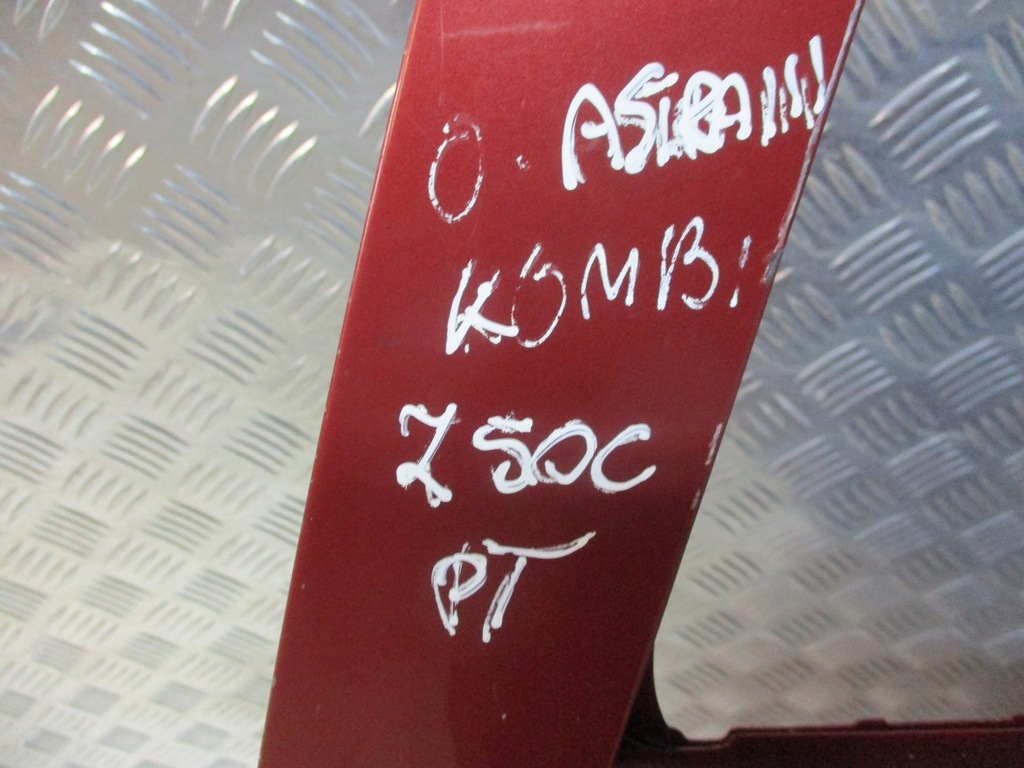 O. ASTRA III
KOMBI
Z50C
PT